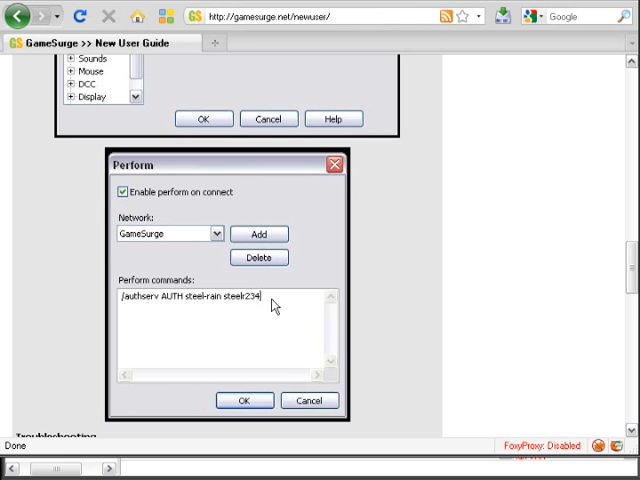 http://gamesurge.net/newuser/
Google
GS GameSurge >> New User Guide
Sounds
Mouse
DCC
Display
OK Cancel Help
Perform
Enable perform on connect
Network:
GameSurge Add
Delete
Perform commands:
/authserv AUTH steel-rain steelr234
OK Cancel
Troubleshooting
Done FoxyProxy: Disabled